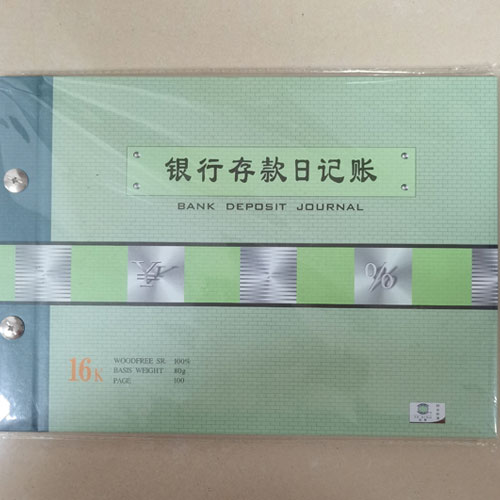 银行存款日记账
BANK DEPOSIT JOURNAL
%
16K
WOODFREE SR. 100%
BASIS WEIGHT 80g
PAGE 100